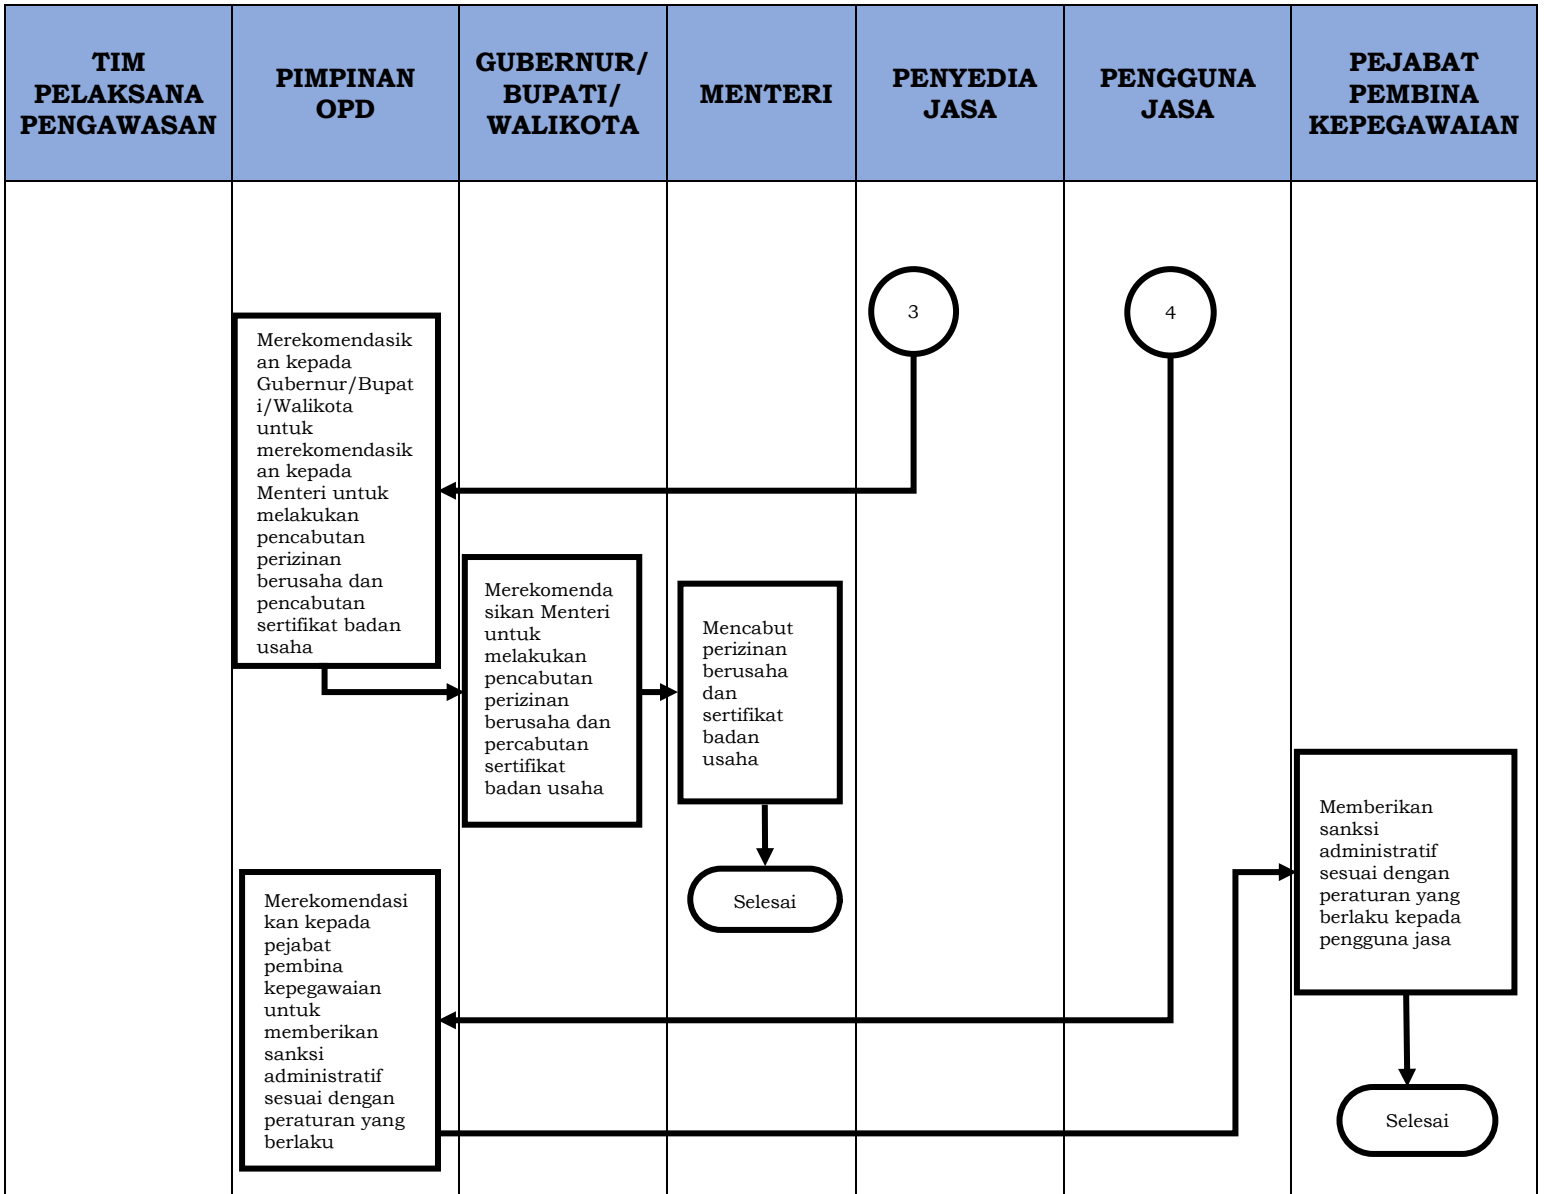 TIM
PELAKSANA
PENGAWASAN
PIMPINAN
OPD
GUBERNUR/
BUPATI/
WALIKOTA
MENTERI
PENYEDIA
JASA
PENGGUNA
JASA
PEJABAT
PEMBINA
KEPEGAWAIAN
3
4
Merekomendasik
an kepada
Gubernur/Bupat
i/Walikota
untuk
merekomendasik
an kepada
Menteri untuk
melakukan
pencabutan
perizinan
berusaha dan
pencabutan
sertifikat badan
usaha
Merekomenda
sikan Menteri
untuk
melakukan
pencabutan
perizinan
berusaha dan
percabutan
sertifikat
badan usaha
Mencabut
perizinan
berusaha
dan
sertifikat
badan
usaha
Selesai
Merekomendasi
kan kepada
pejabat
pembina
kepegawaian
untuk
memberikan
sanksi
administratif
sesuai dengan
peraturan yang
berlaku
Memberikan
sanksi
administratif
sesuai dengan
peraturan yang
berlaku kepada
pengguna jasa
Selesai